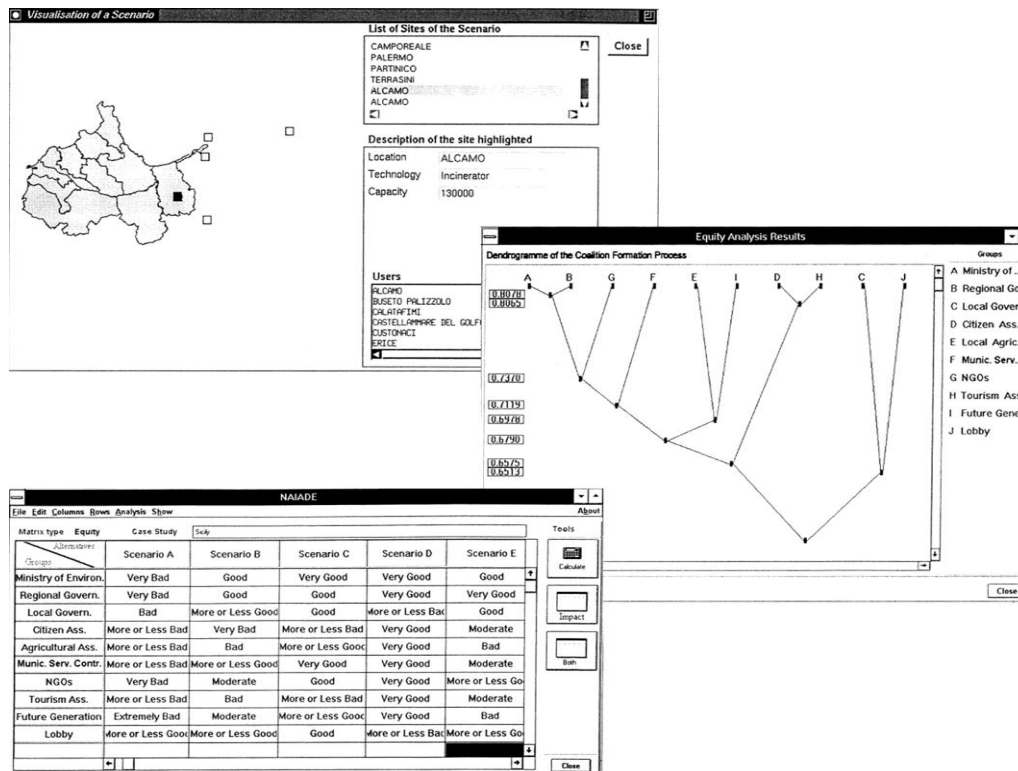 Visualisation of a Scenario
List of Sites of the Scenario
CAMPOREALE
PALERMO
PARTINICO
TERRASINI
ALCAMO
ALCAMO
Close
Description of the site highlighted
Location ALCAMO
Technology Incinerator
Capacity 130000
Users
ALCAMO
BUSETO PALIZZOLO
CALATAFIMI
CASTELLAMMARE DEL GOLF
CUSTONACI
ERICE
Equity Analysis Results
Dendrogramme of the Coalition Formation Process
A B G F E I D H C J
0.8078
0.8065
0.7370
0.7119
0.6978
0.6790
0.6575
0.6513
Groups
A Ministry of ..
B Regional Go
C Local Gover
D Citizen Ass.
E Local Agric.
F Munic. Serv.
G NGOs
H Tourism Ass
I Future Gene
J Lobby
Close
NAIADE
File Edit Columns Rows Analysis Show About
Matrix type Equity Case Study Sicily
Alternatives
Groups
Scenario A Scenario B Scenario C Scenario D Scenario E
Ministry of Environ. Very Bad Good Very Good Very Good Good
Regional Govern. Very Bad Good Good Very Good Very Good
Local Govern. Bad More or Less Good Good More or Less Bad Good
Citizen Ass. More or Less Bad Very Bad More or Less Bad Very Good Moderate
Agricultural Ass. More or Less Bad Bad More or Less Good Very Good Bad
Munic. Serv. Contr. More or Less Bad More or Less Good Very Good Very Good Moderate
NGOs Very Bad Moderate Good Very Good More or Less Go
Tourism Ass. More or Less Bad Bad More or Less Bad Very Good Moderate
Future Generation Extremely Bad Moderate More or Less Good Very Good Bad
Lobby More or Less Good More or Less Good Good More or Less Bad More or Less Go
Tools
Calculate
Impact
Both
Close